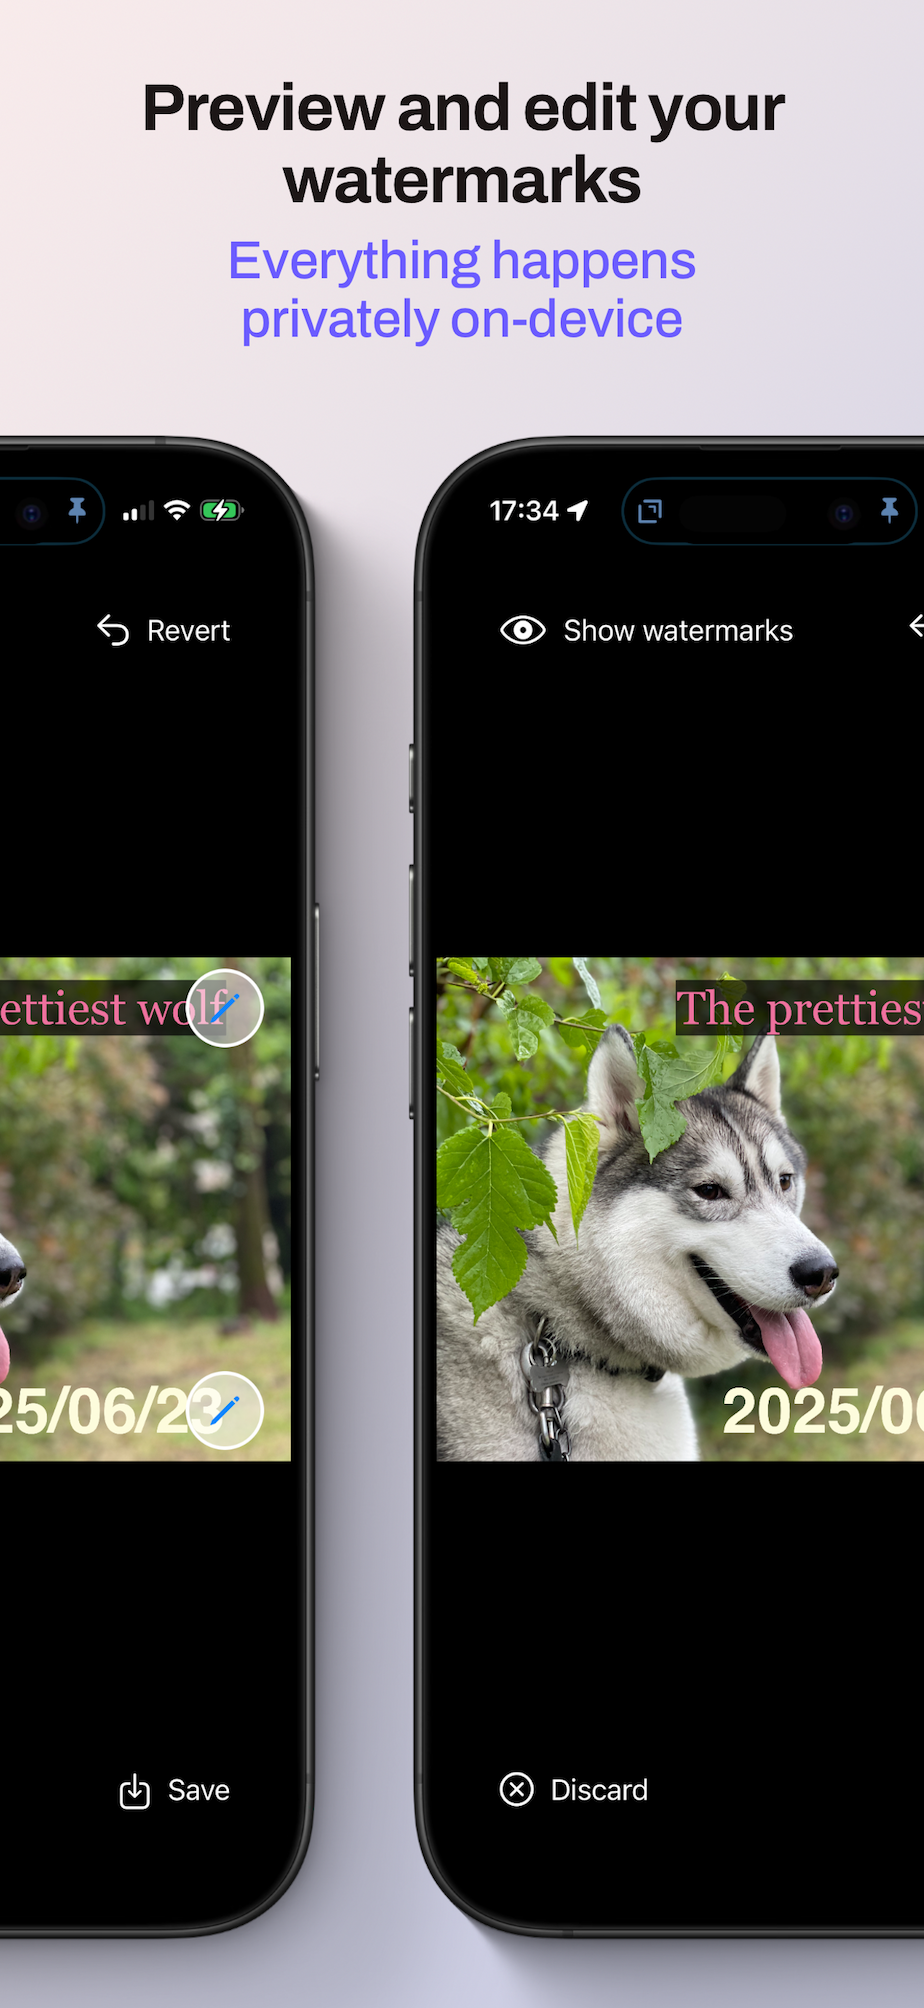 Preview and edit your
watermarks
Everything happens
privately on-device
Revert
ettiest wolf
25/06/23
Save
17:34
Show watermarks
The pretties
2025/0
Discard